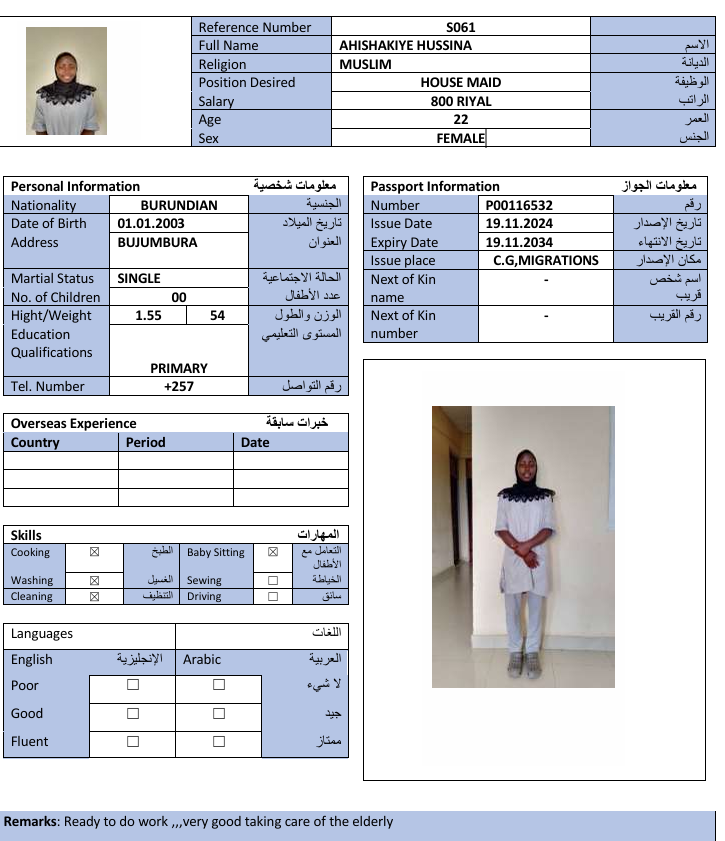 Reference Number S061
Full Name AHISHAKIYE HUSSINA الاسم
Religion MUSLIM الديانة
Position Desired HOUSE MAID الوظيفة
Salary 800 RIYAL الراتب
Age 22 العمر
Sex FEMALE الجنس
Personal Information معلومات شخصية
Nationality BURUNDIAN الجنسية
Date of Birth 01.01.2003 تاريخ الميلاد
Address BUJUMBURA العنوان
Martial Status SINGLE الحالة الاجتماعية
No. of Children 00 عدد الأطفال
Hight/Weight 1.55 54 الوزن والطول
Education المستوى التعليمي
Qualifications
PRIMARY
Tel. Number +257 رقم التواصل
Passport Information معلومات الجواز
Number P00116532 رقم
Issue Date 19.11.2024 تاريخ الإصدار
Expiry Date 19.11.2034 تاريخ الانتهاء
Issue place C.G,MIGRATIONS مكان الإصدار
Next of Kin - اسم شخص
name قريب
Next of Kin - رقم القريب
number
Overseas Experience خبرات سابقة
Country Period Date
Skills المهارات
Cooking ☒ الطبخ Baby Sitting ☒ التعامل مع
الأطفال
Washing ☒ الغسيل Sewing ☐ الخياطة
Cleaning ☒ التنظيف Driving ☐ سائق
Languages اللغات
English الإنجليزية Arabic العربية
Poor ☐ ☐ لا شيء
Good ☐ ☐ جيد
Fluent ☐ ☐ ممتاز
Remarks: Ready to do work ,,,very good taking care of the elderly